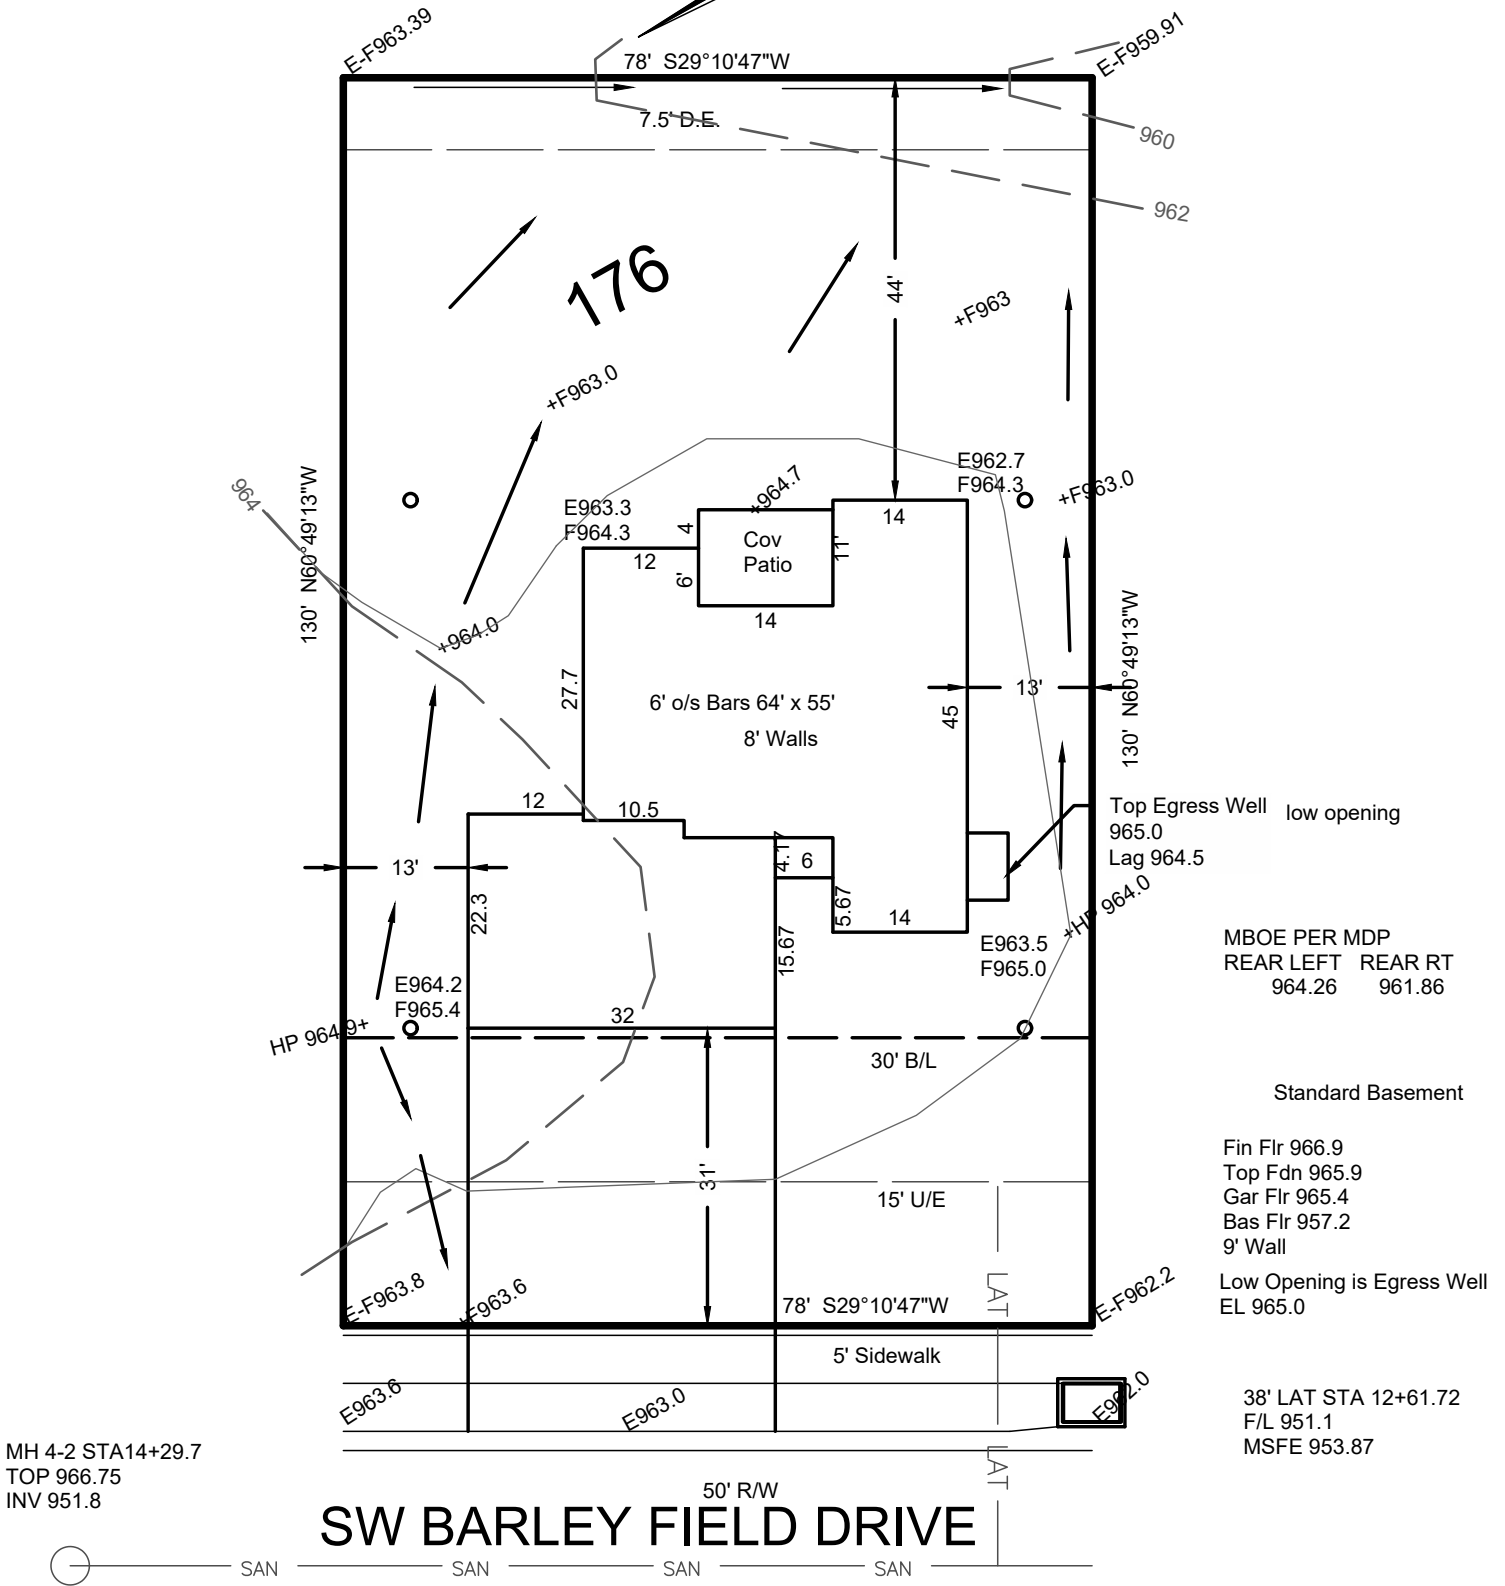 E-F963.39
78' S29°10'47"W
E-F959.91
7.5' D.E.
960
962
176
44'
+F963
+F963.0
964
130' N60°49'13"W
E963.3
F964.3
4
+964.7
Cov
Patio
14
11'
E962.7
F964.3
+F963.0
12
6'
14
+964.0
27.7
6' o/s Bars 64' x 55'
8' Walls
45
13'
130' N60°49'13"W
12
10.5
Top Egress Well
965.0
Lag 964.5
low opening
13'
22.3
4.17
6
5.67
14
15.67
+HP 964.0
E963.5
F965.0
MBOE PER MDP
REAR LEFT REAR RT
964.26 961.86
E964.2
F965.4
HP 964.9+
32
30' B/L
Standard Basement
Fin Flr 966.9
Top Fdn 965.9
Gar Flr 965.4
Bas Flr 957.2
9' Wall
Low Opening is Egress Well
EL 965.0
31'
15' U/E
LAT
E-F963.8
+F963.6
78' S29°10'47"W
E-F962.2
5' Sidewalk
E963.6
E963.0
E962.0
38' LAT STA 12+61.72
F/L 951.1
MSFE 953.87
MH 4-2 STA14+29.7
TOP 966.75
INV 951.8
LAT
50' R/W
SW BARLEY FIELD DRIVE
SAN SAN SAN SAN